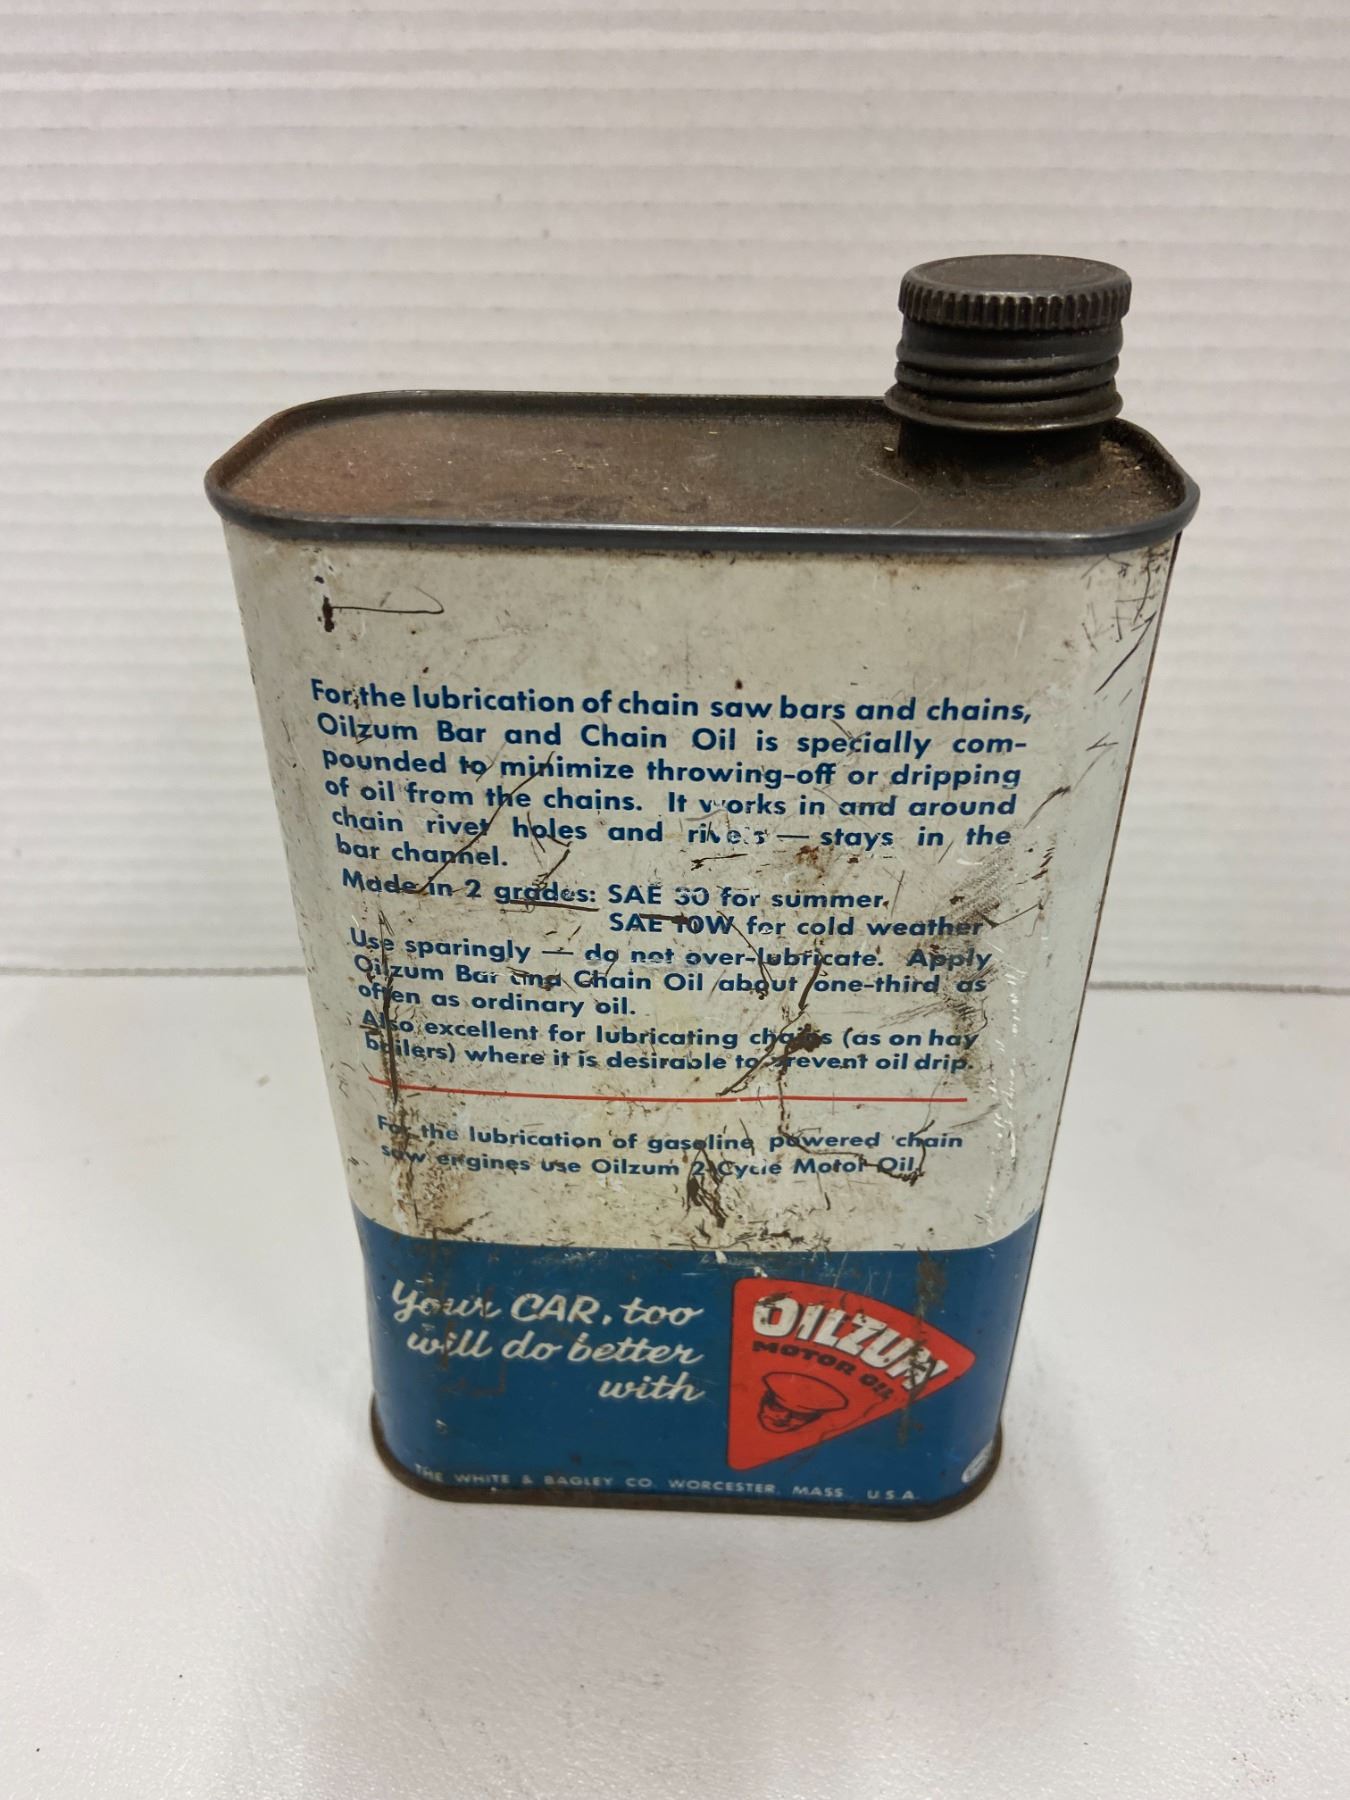 For the lubrication of chain saw bars and chains,
Oilzum Bar and Chain Oil is specially com-
pounded to minimize throwing-off or dripping
of oil from the chains. It works in and around
chain rivet holes and rivets — stays in the
bar channel.
Made in 2 grades: SAE 30 for summer.
SAE 10W for cold weather
Use sparingly — do not over-lubricate. Apply
Oilzum Bar and Chain Oil about one-third as
often as ordinary oil.
Also excellent for lubricating chains (as on hay
bailers) where it is desirable to prevent oil drip.
For the lubrication of gasoline powered chain
saw engines use Oilzum 2 Cycle Motor Oil.
Your CAR, too
will do better
with
OILZUM
MOTOR OIL
THE WHITE & BAGLEY CO. WORCESTER, MASS. U.S.A.